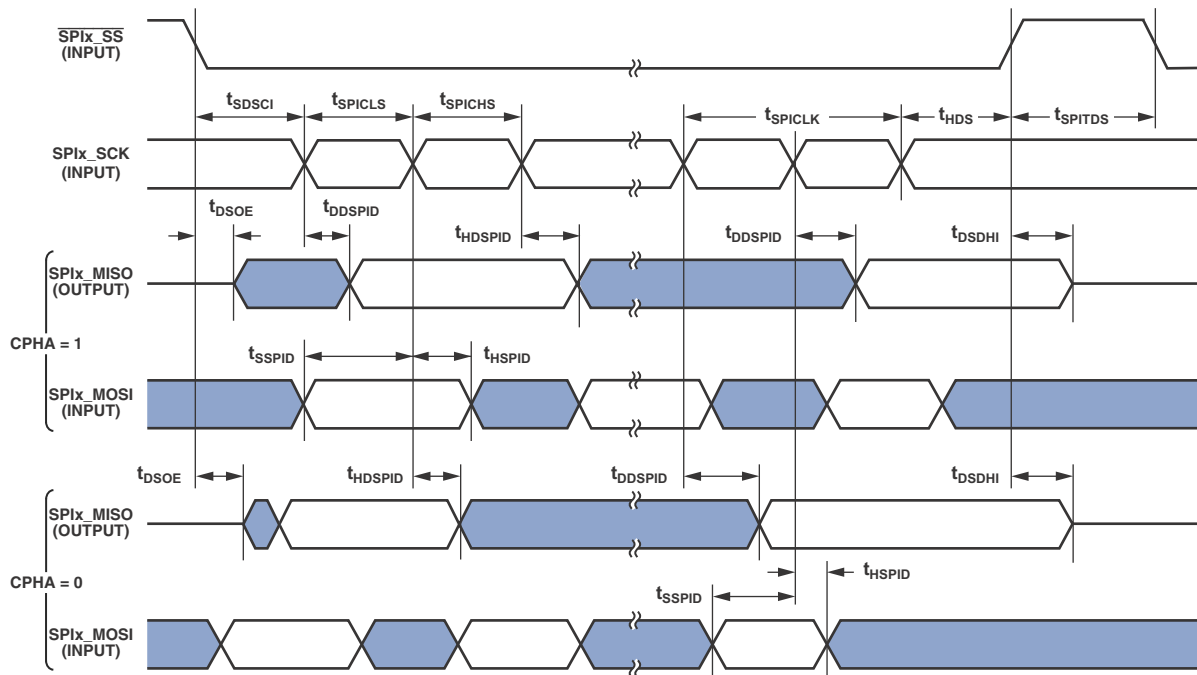 SPIx_SS
(INPUT)
tSDSCI tSPICLS tSPICHS tSPICLK tHDS tSPITDS
SPIx_SCK
(INPUT)
tDSOE tDDSPID tHDSPID tDDSPID tDSDHI
SPIx_MISO
(OUTPUT)
CPHA = 1
tSSPID tHSPID
SPIx_MOSI
(INPUT)
tDSOE tHDSPID tDDSPID tDSDHI
SPIx_MISO
(OUTPUT)
CPHA = 0
tHSPID
tSSPID
SPIx_MOSI
(INPUT)